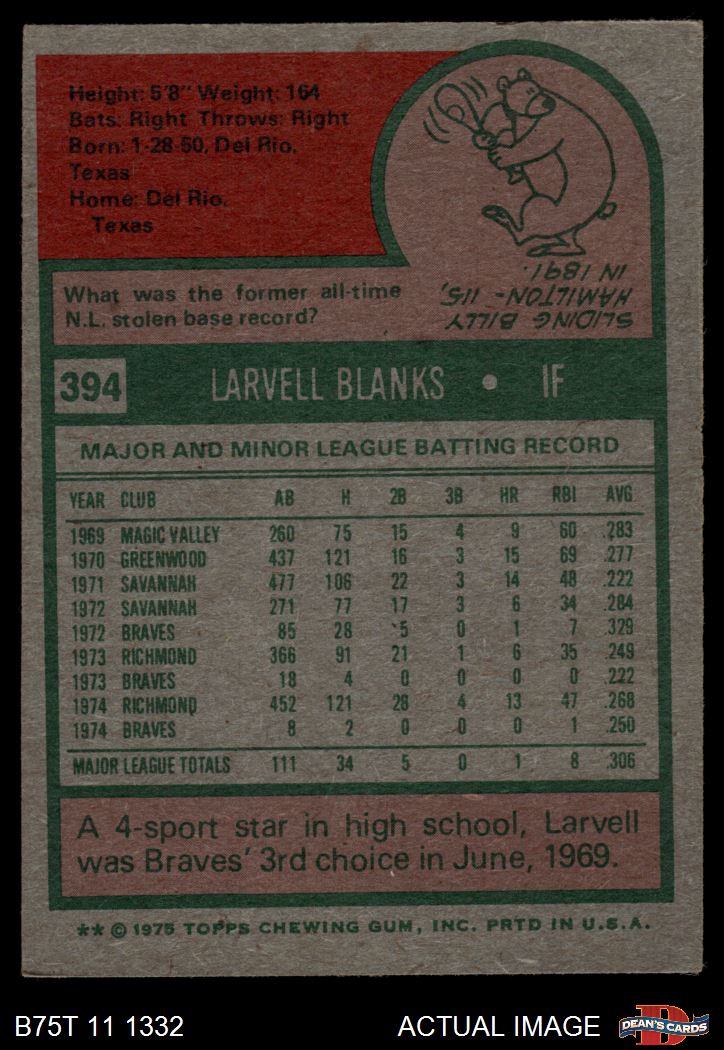 Height: 5'8" Weight: 164
Bats: Right Throws: Right
Born: 1-28-50, Del Rio,
Texas
Home: Del Rio,
Texas
What was the former all-time
N.L. stolen base record?
SLIDING BILLY
HAMILTON - 115,
IN 1891.
394 LARVELL BLANKS • IF
MAJOR AND MINOR LEAGUE BATTING RECORD
YEAR CLUB AB H 2B 3B HR RBI AVG
1969 MAGIC VALLEY 260 75 15 4 9 60 .283
1970 GREENWOOD 437 121 16 3 15 69 .277
1971 SAVANNAH 477 106 22 3 14 48 .222
1972 SAVANNAH 271 77 17 3 6 34 .284
1972 BRAVES 85 28 5 0 1 7 .329
1973 RICHMOND 366 91 21 1 6 35 .249
1973 BRAVES 18 4 0 0 0 0 .222
1974 RICHMOND 452 121 28 4 13 47 .268
1974 BRAVES 8 2 0 0 0 1 .250
MAJOR LEAGUE TOTALS 111 34 5 0 1 8 .306
A 4-sport star in high school, Larvell
was Braves' 3rd choice in June, 1969.
** © 1975 TOPPS CHEWING GUM, INC. PRTD IN U.S.A.
B75T 11 1332 ACTUAL IMAGE D DEAN'S CARDS